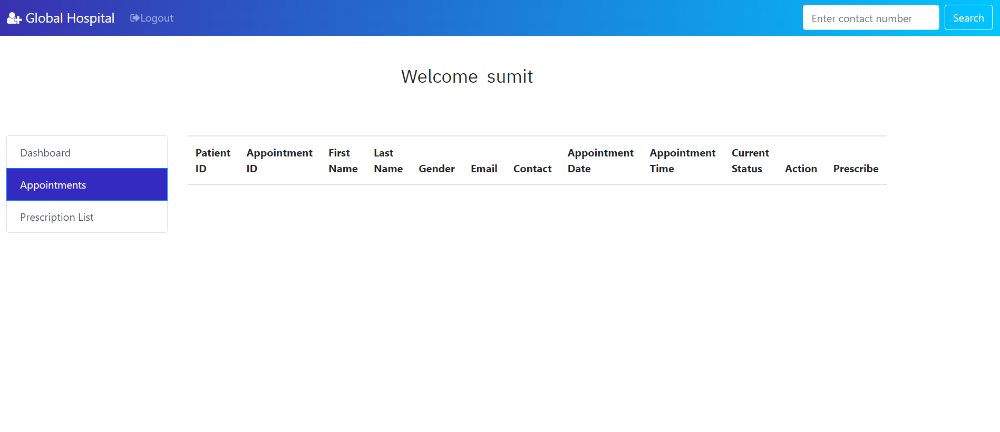 Global Hospital Logout Enter contact number Search
Welcome sumit
Dashboard
Appointments
Prescription List
Patient ID Appointment ID First Name Last Name Gender Email Contact Appointment Date Appointment Time Current Status Action Prescribe